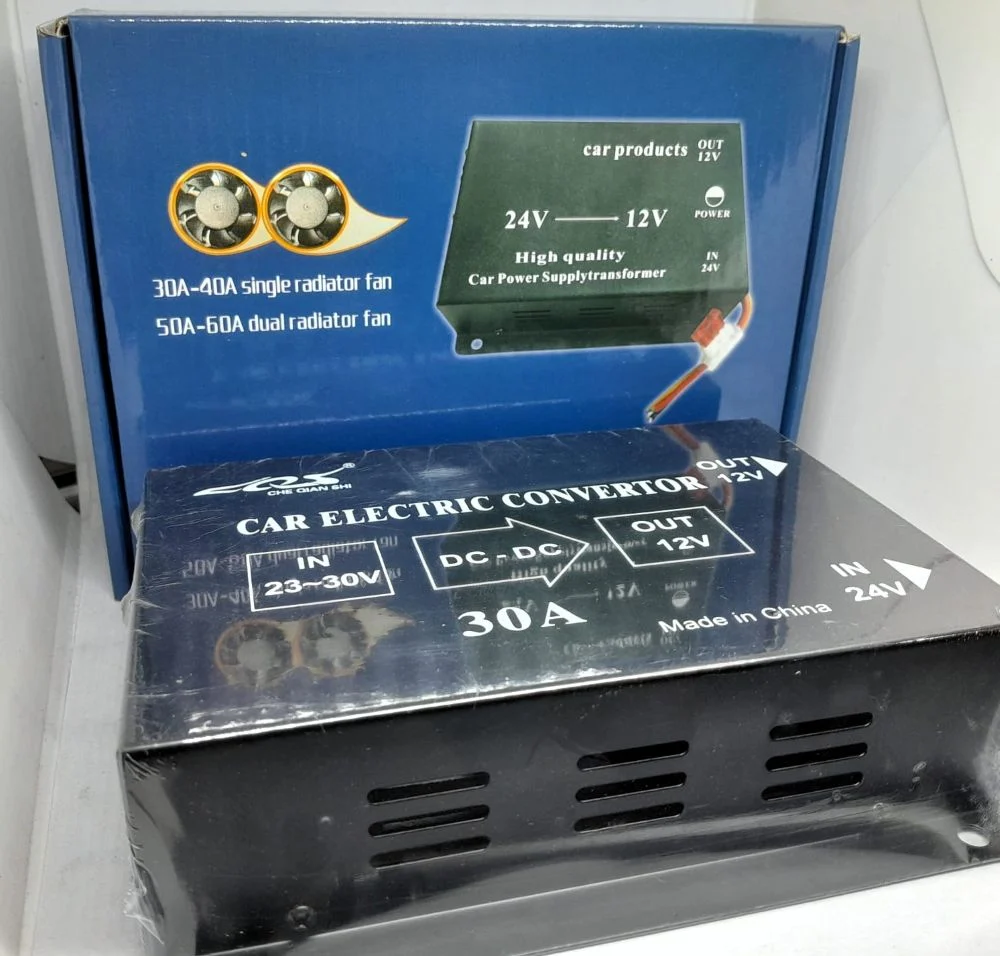 car products OUT 12V
24V 12V
POWER
High quality
Car Power Supplytransformer
IN 24V
30A-40A single radiator fan
50A-60A dual radiator fan
CQS®
CHE QIAN SHI
CAR ELECTRIC CONVERTOR
OUT 12V
IN
23~30V
DC - DC
OUT
12V
30A
Made in China
IN
24V